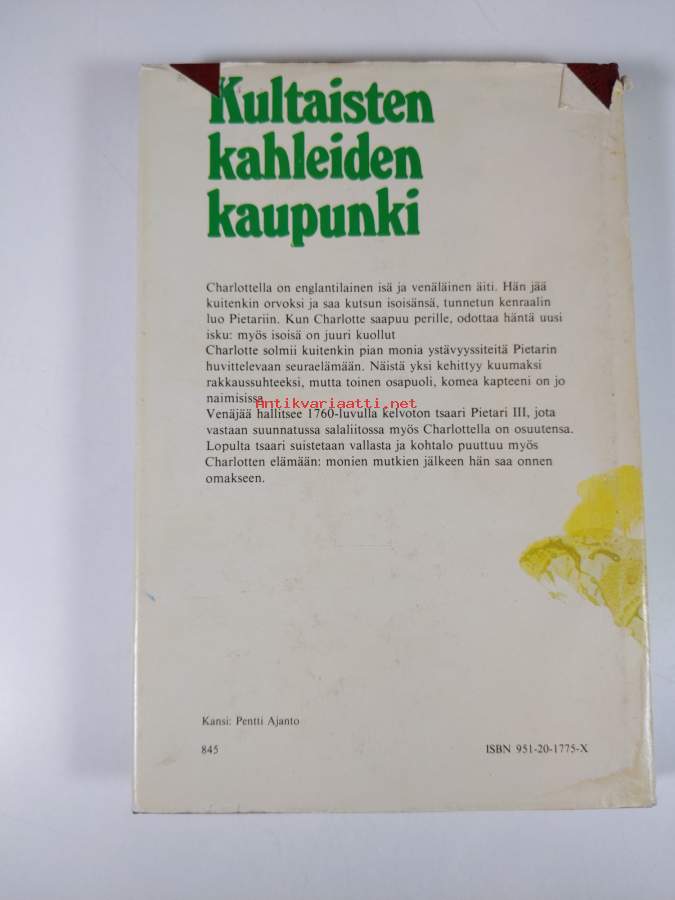 Kultaisten
kahleiden
kaupunki
Charlottella on englantilainen isä ja venäläinen äiti. Hän jää
kuitenkin orvoksi ja saa kutsun isoisänsä, tunnetun kenraalin
luo Pietariin. Kun Charlotte saapuu perille, odottaa häntä uusi
isku: myös isoisä on juuri kuollut
Charlotte solmii kuitenkin pian monia ystävyyssiteitä Pietarin
huvittelevaan seuraelämään. Näistä yksi kehittyy kuumaksi
rakkaussuhteeksi, mutta toinen osapuoli, komea kapteeni on jo
naimisissa
Antikvariaatti.net
Venäjää hallitsee 1760-luvulla kelvoton tsaari Pietari III, jota
vastaan suunnatussa salaliitossa myös Charlottella on osuutensa.
Lopulta tsaari suistetaan vallasta ja kohtalo puuttuu myös
Charlotten elämään: monien mutkien jälkeen hän saa onnen
omakseen.
Kansi: Pentti Ajanto
845
ISBN 951-20-1775-X